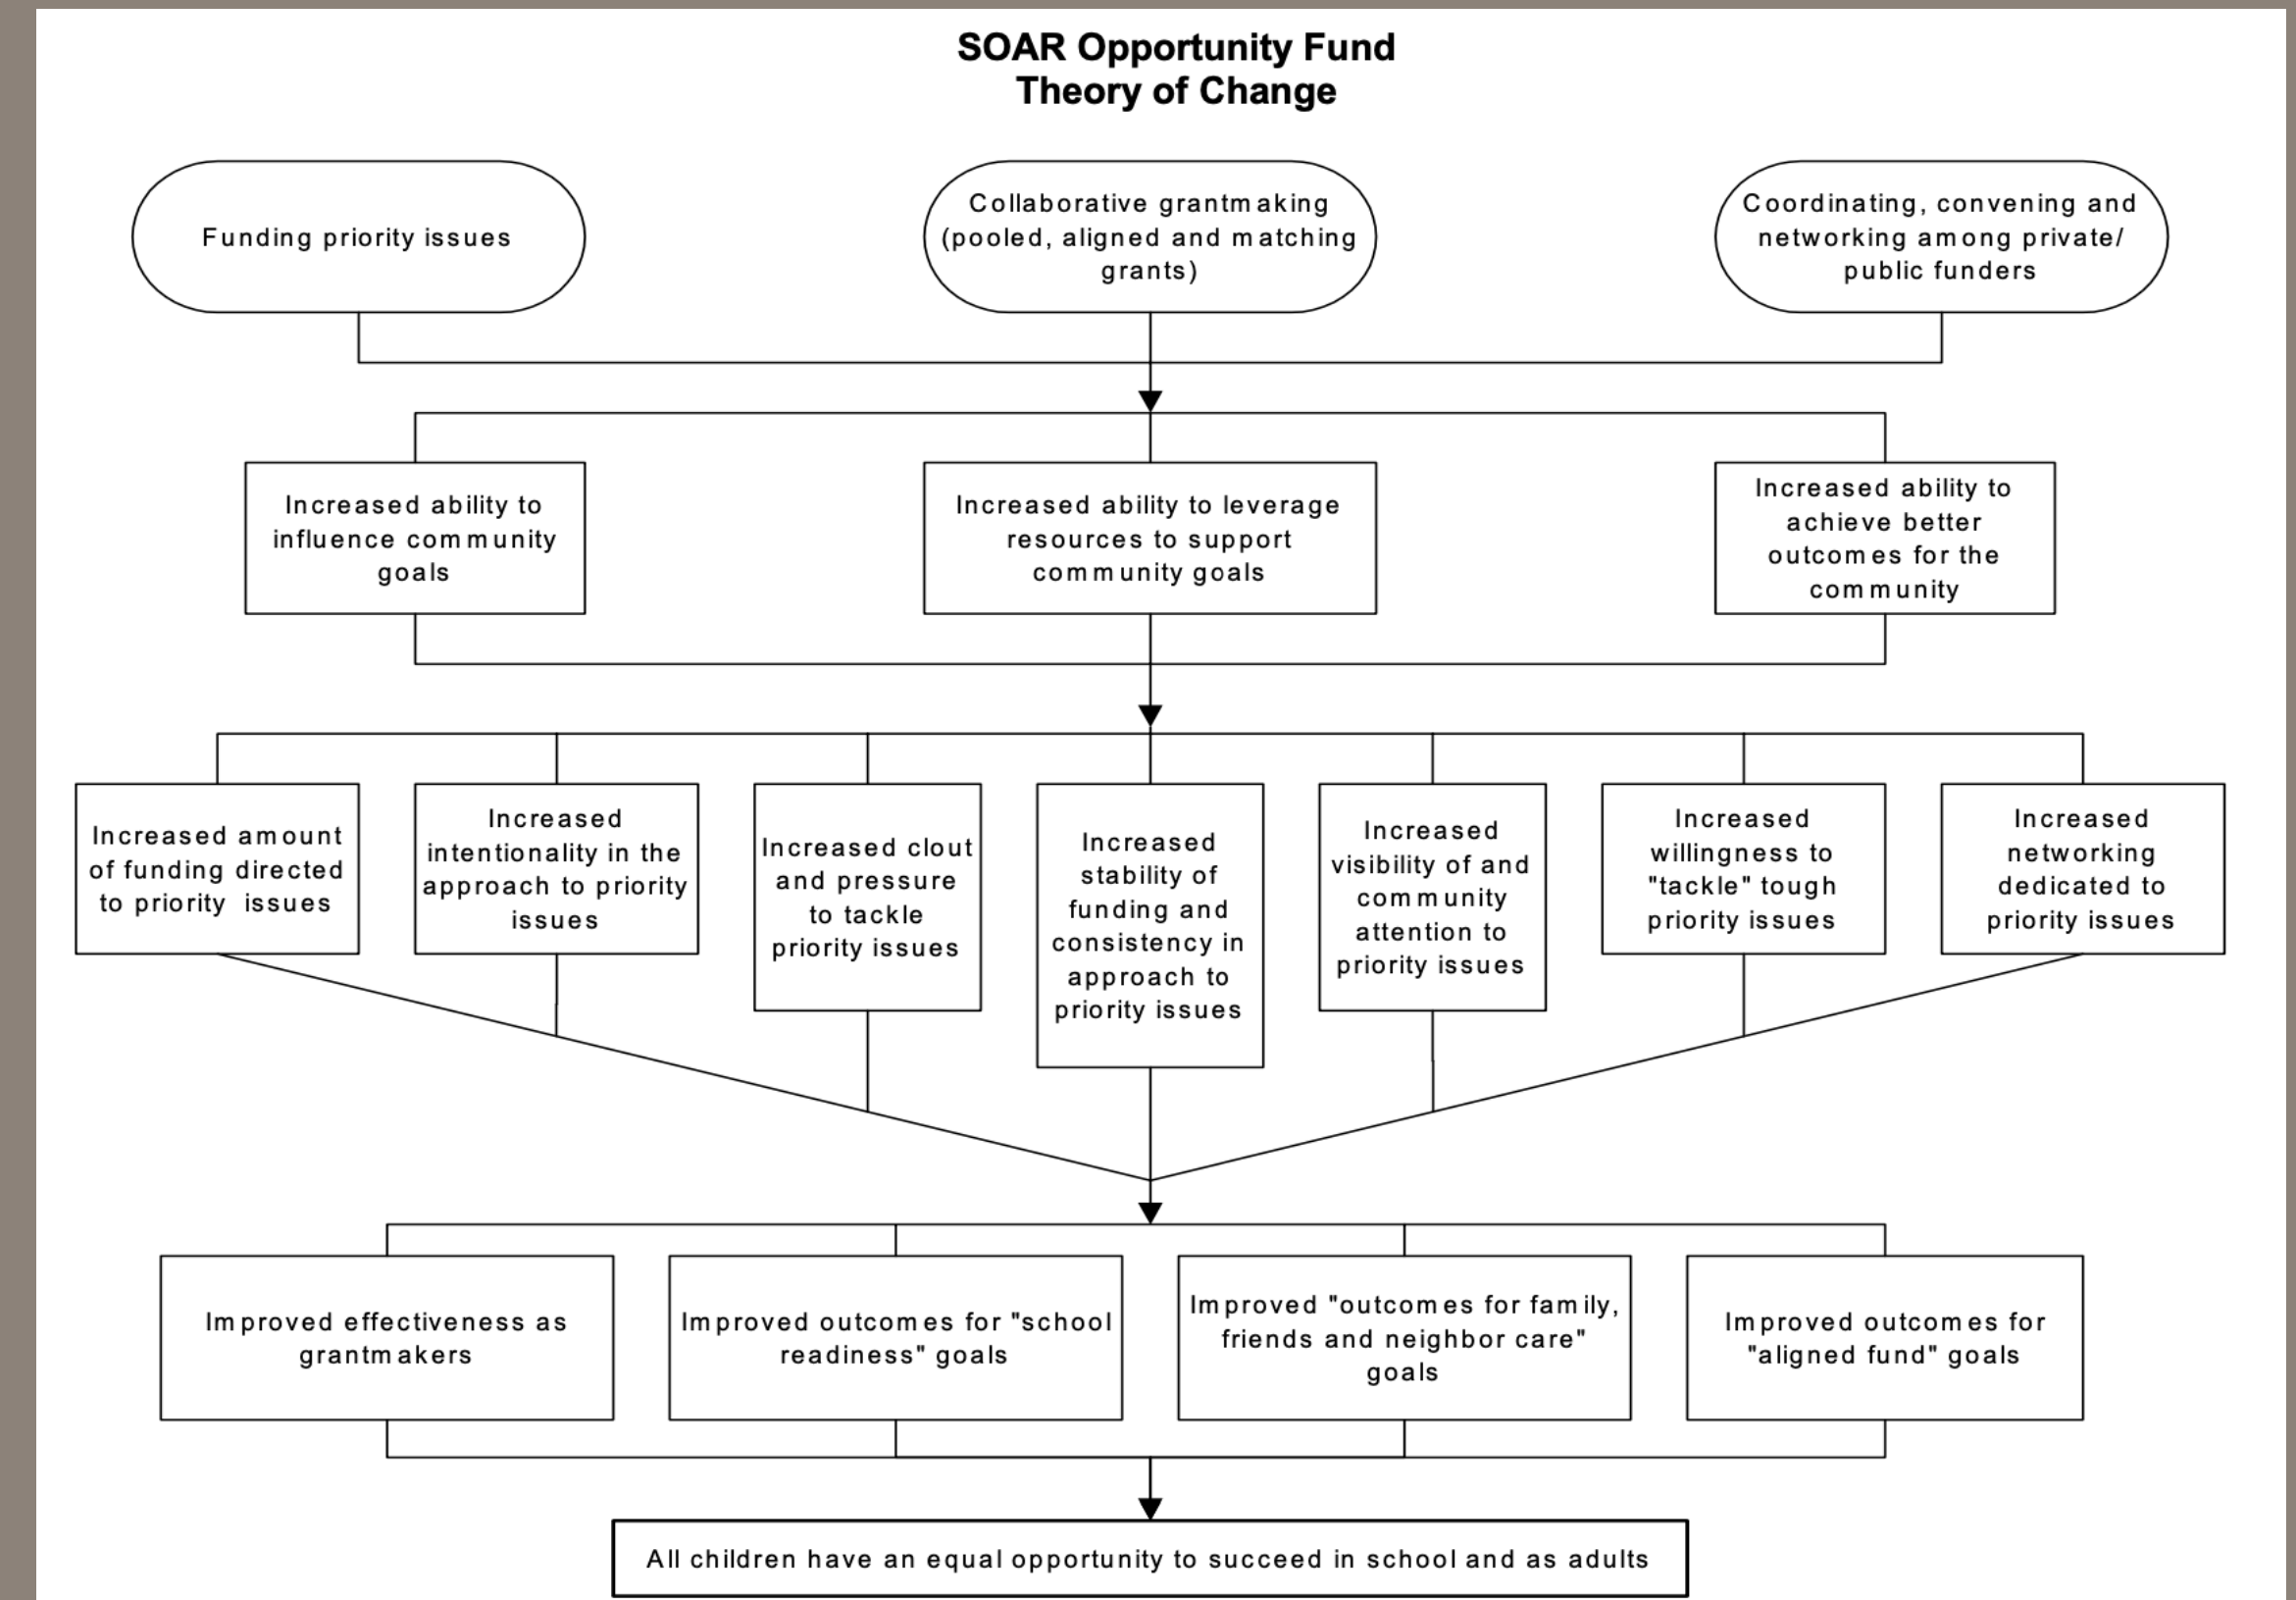 SOAR Opportunity Fund
Theory of Change
Funding priority issues
Collaborative grantmaking
(pooled, aligned and matching
grants)
Coordinating, convening and
networking among private/
public funders
Increased ability to
influence community
goals
Increased ability to leverage
resources to support
community goals
Increased ability to
achieve better
outcomes for the
community
Increased amount
of funding directed
to priority issues
Increased
intentionality in the
approach to priority
issues
Increased clout
and pressure
to tackle
priority issues
Increased
stability of
funding and
consistency in
approach to
priority issues
Increased
visibility of and
community
attention to
priority issues
Increased
willingness to
"tackle" tough
priority issues
Increased
networking
dedicated to
priority issues
Improved effectiveness as
grantmakers
Improved outcomes for "school
readiness" goals
Improved "outcomes for family,
friends and neighbor care"
goals
Improved outcomes for
"aligned fund" goals
All children have an equal opportunity to succeed in school and as adults